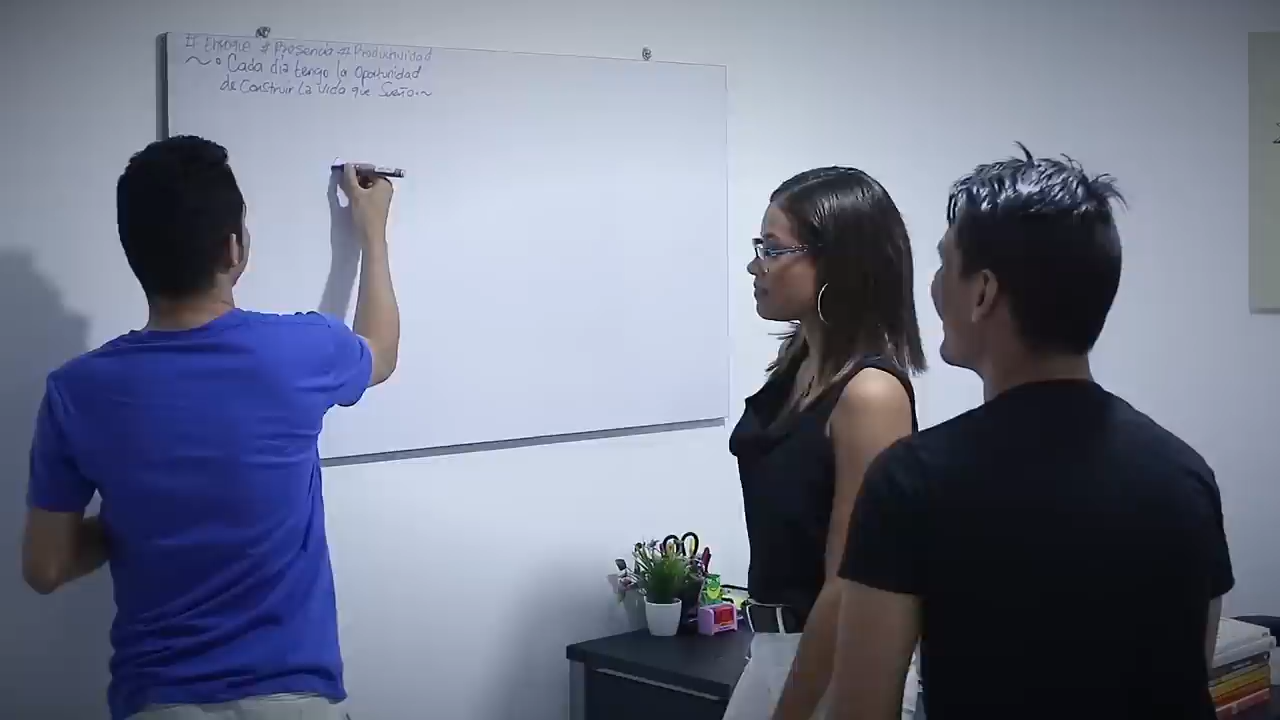 # Enfoque # Presencia # Productividad
~ • Cada día tengo la Oportunidad
de Construir La Vida que Sueño.~